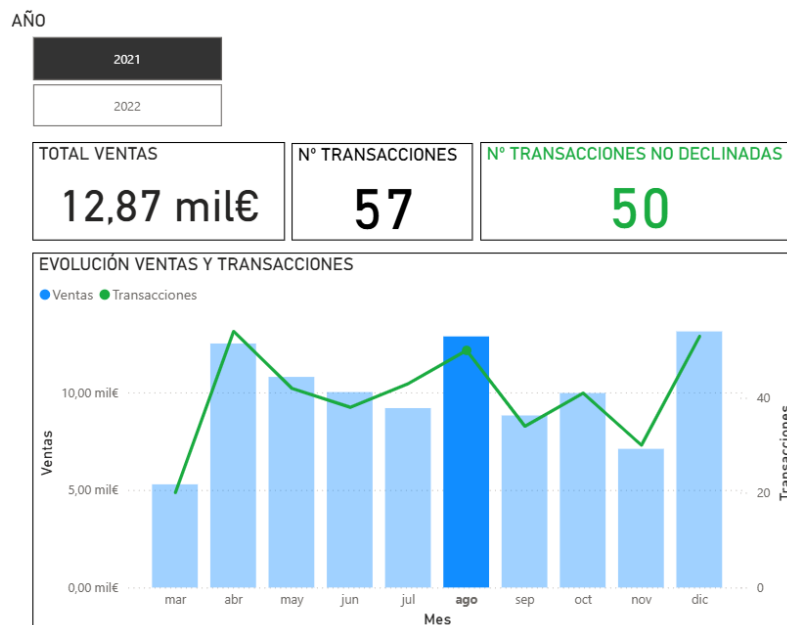 AÑO
2021
2022
TOTAL VENTAS
12,87 mil€
Nº TRANSACCIONES
57
Nº TRANSACCIONES NO DECLINADAS
50
EVOLUCIÓN VENTAS Y TRANSACCIONES
Ventas Transacciones
10,00 mil€
5,00 mil€
0,00 mil€
Ventas
40
20
0
Transacciones
mar abr may jun jul ago sep oct nov dic
Mes